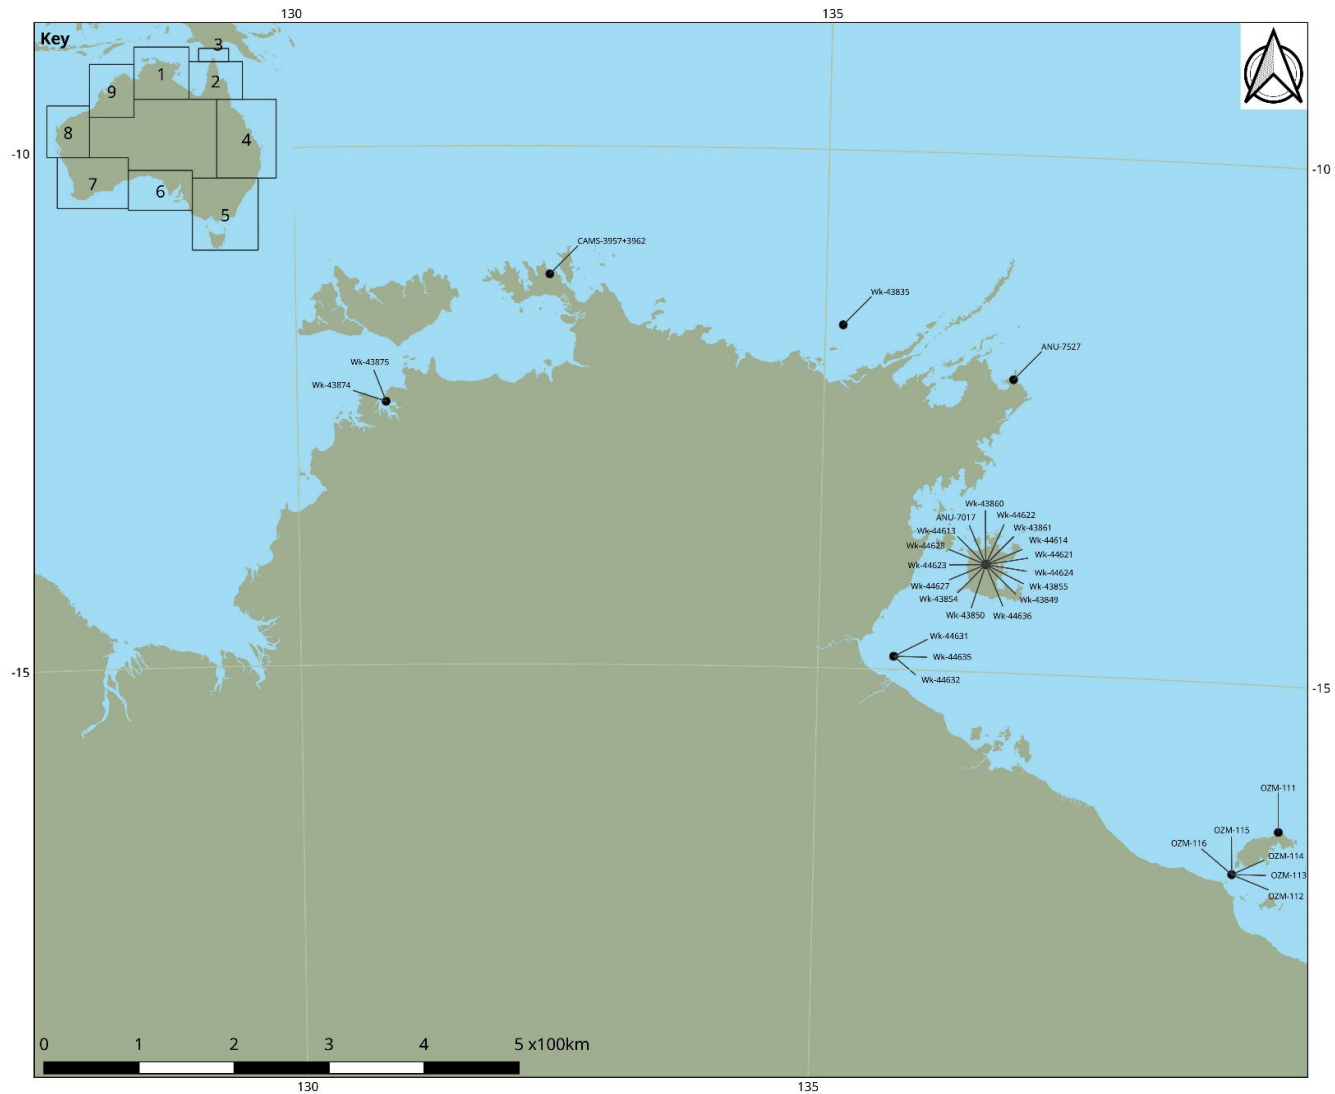 130
135
Key
3
1
2
9
8
4
7
6
5
-10
-10
CAMS-3957+3962
Wk-43835
ANU-7527
Wk-43875
Wk-43874
Wk-43860
ANU-7017
Wk-44622
Wk-44613
Wk-43861
Wk-44628
Wk-44614
Wk-44621
Wk-44623
Wk-44624
Wk-44627
Wk-43855
Wk-43854
Wk-43849
Wk-43850
Wk-44636
Wk-44631
Wk-44635
Wk-44632
-15
-15
OZM-111
OZM-115
OZM-116
OZM-114
OZM-113
OZM-112
0 1 2 3 4 5 x100km
130
135